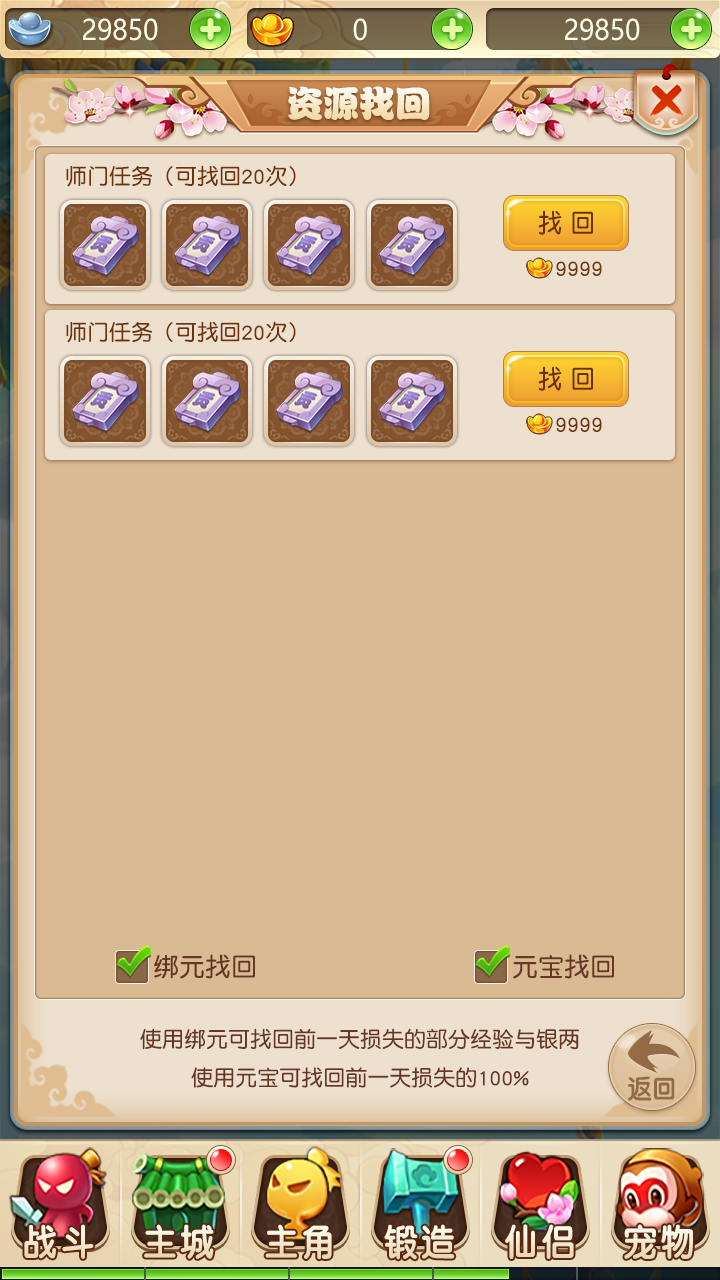 29850
0
29850
资源找回
师门任务（可找回20次）
找回
9999
师门任务（可找回20次）
找回
9999
绑元找回
元宝找回
使用绑元可找回前一天损失的部分经验与银两
使用元宝可找回前一天损失的100%
返回
战斗
主城
主角
锻造
仙侣
宠物